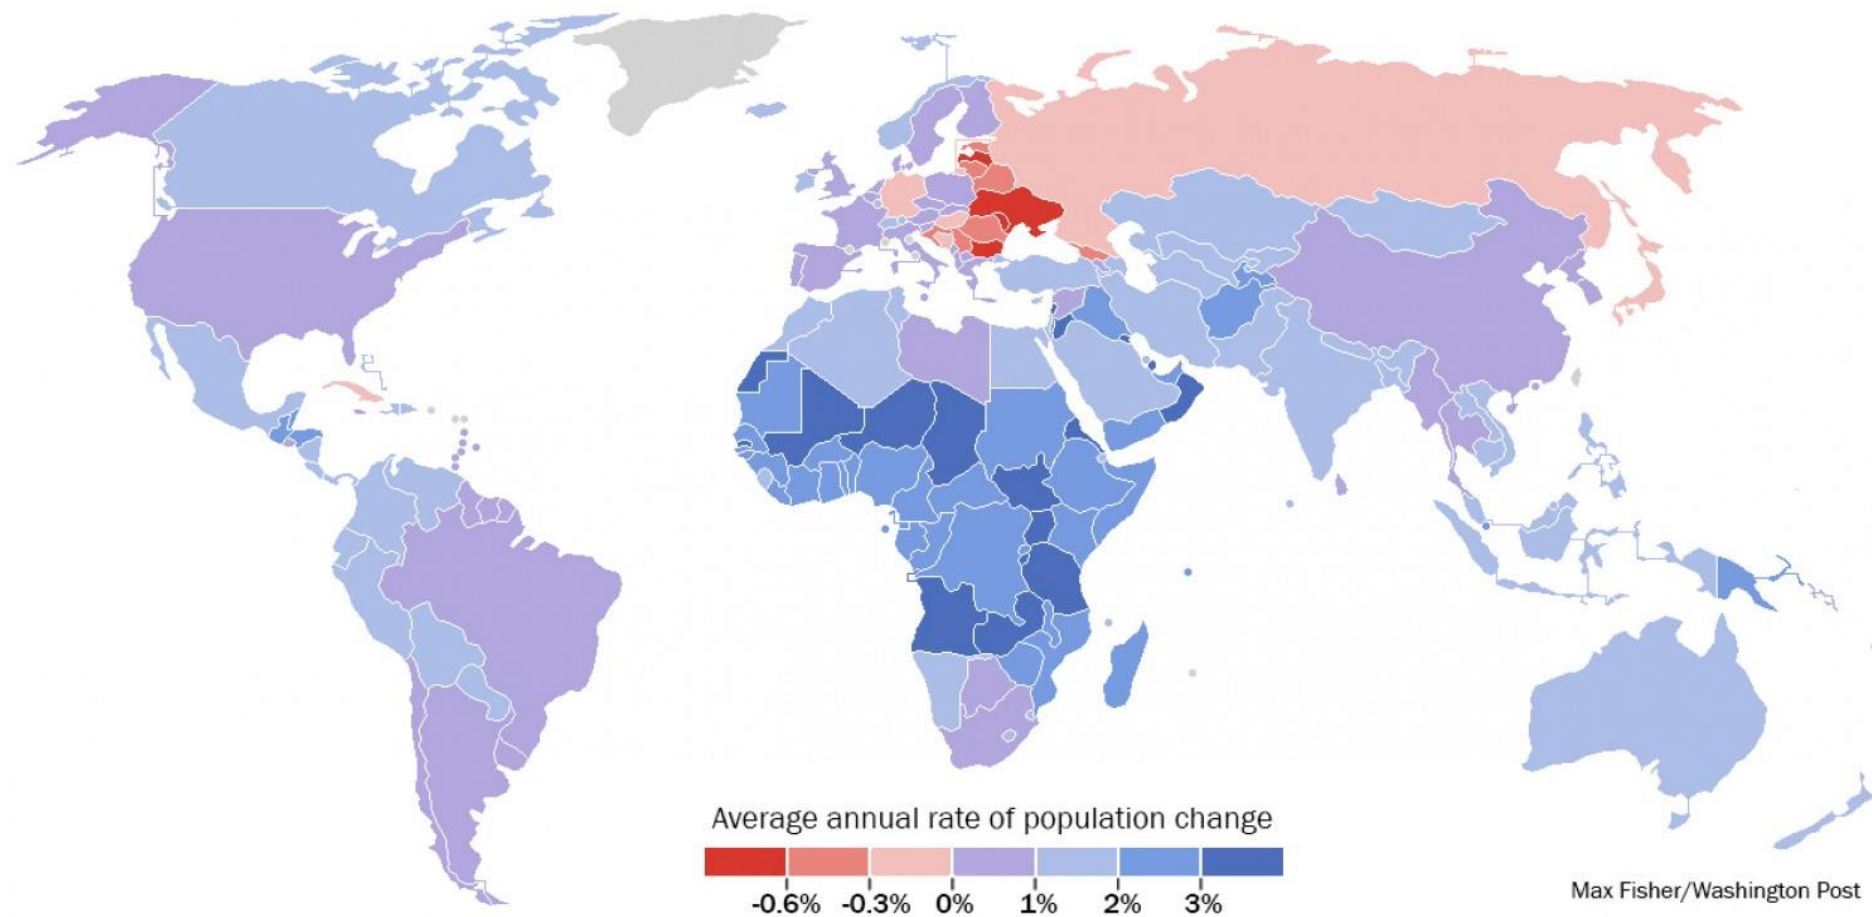 Average annual rate of population change
-0.6% -0.3% 0% 1% 2% 3%
Max Fisher/Washington Post